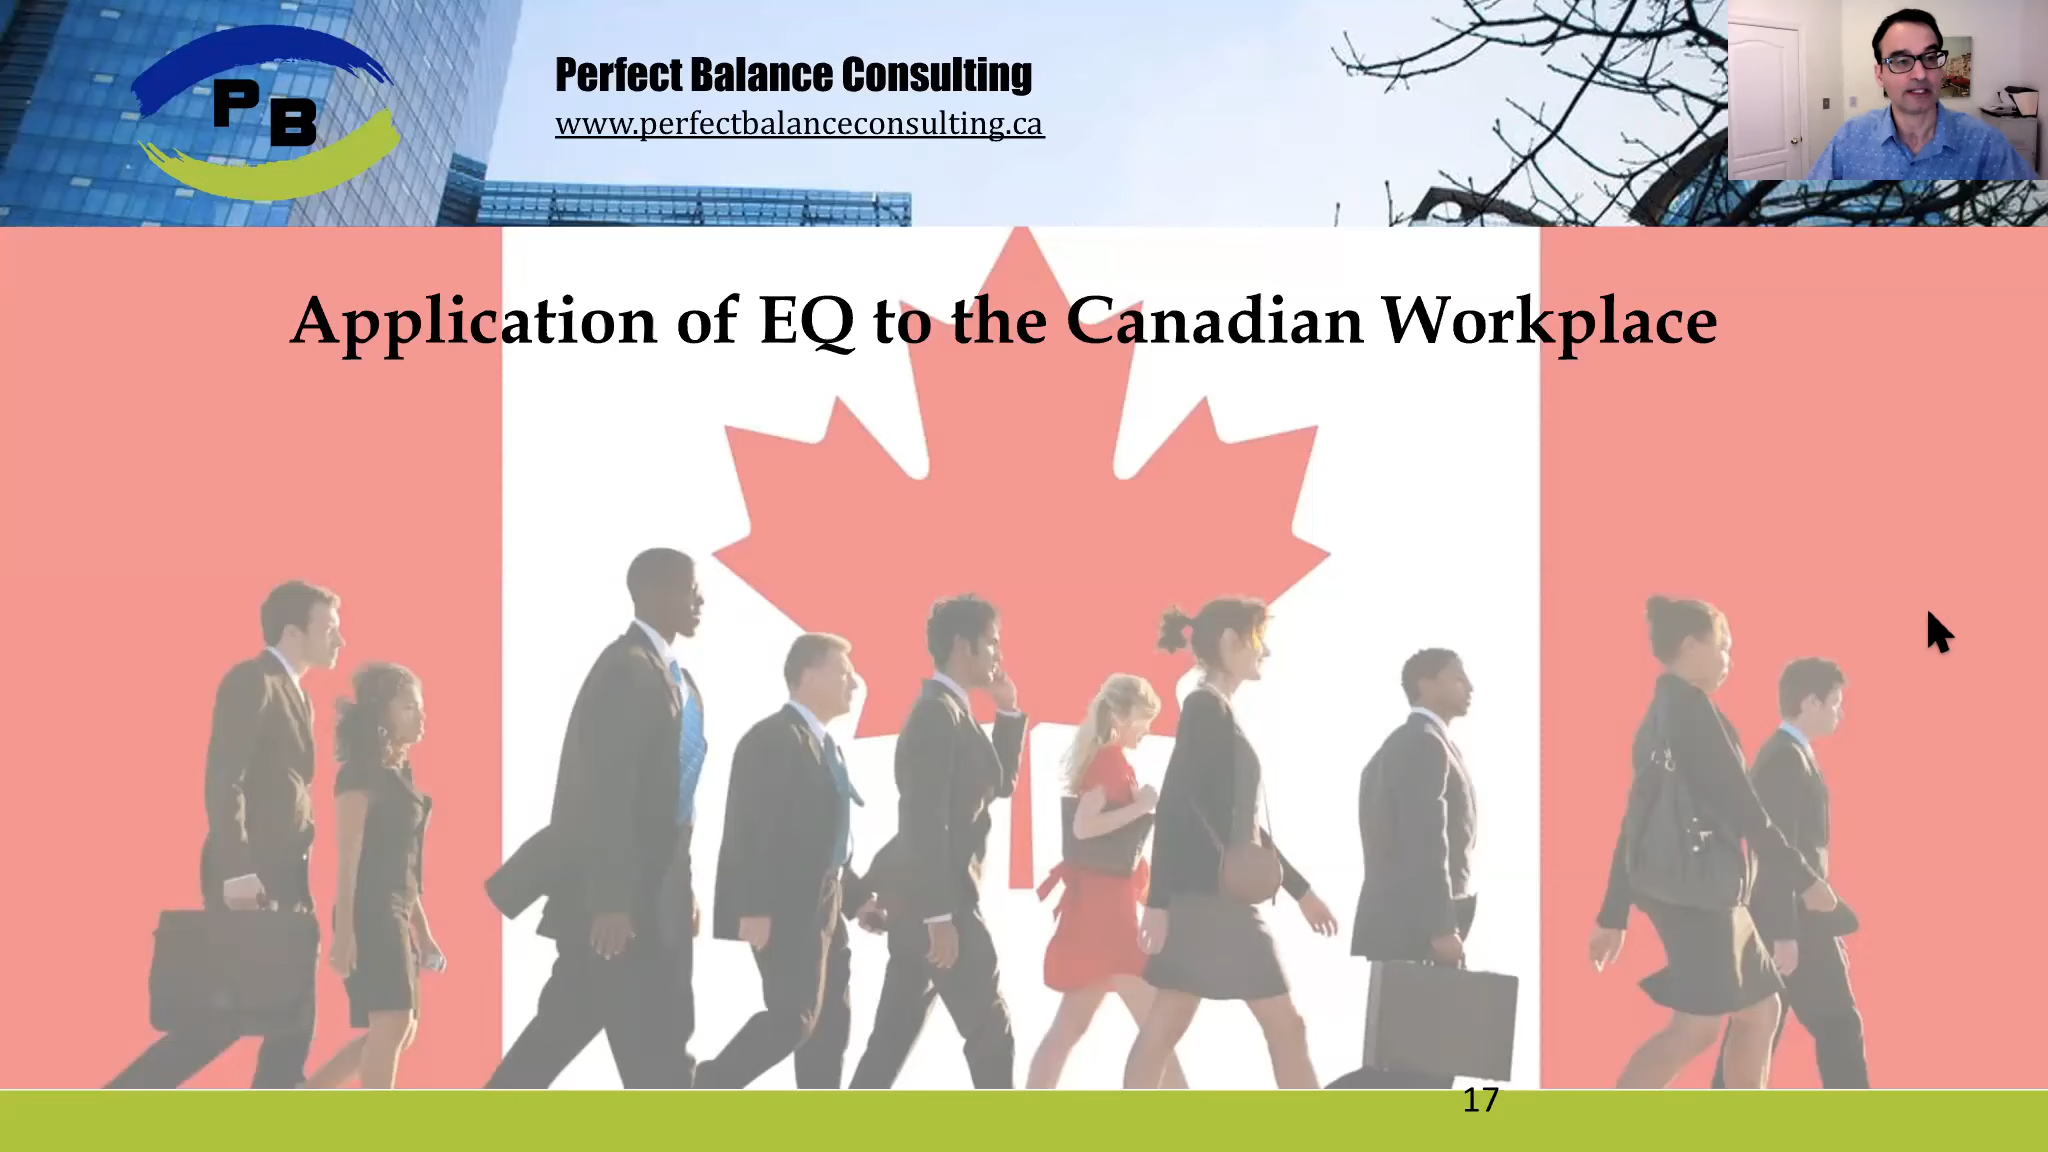 PB
Perfect Balance Consulting
www.perfectbalanceconsulting.ca
Application of EQ to the Canadian Workplace
17